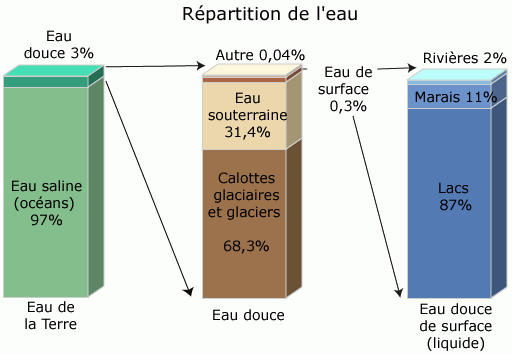 Répartition de l'eau
Eau
douce 3%
Eau saline
(océans)
97%
Eau de
la Terre
Autre 0,04%
Eau
souterraine
31,4%
Calottes
glaciaires
et glaciers
68,3%
Eau douce
Eau de
surface
0,3%
Rivières 2%
Marais 11%
Lacs
87%
Eau douce
de surface
(liquide)